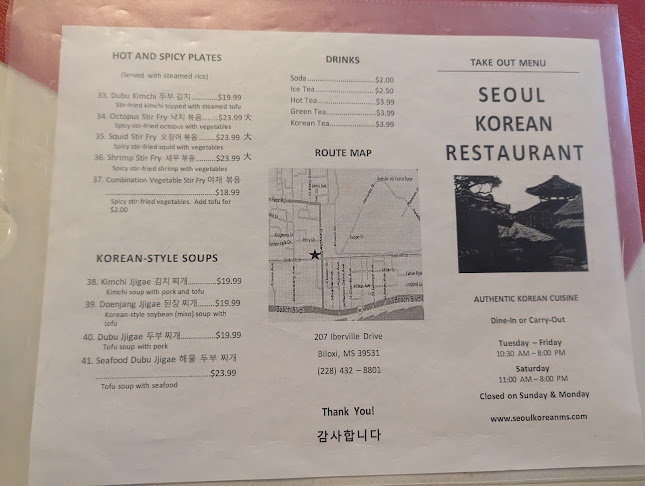 HOT AND SPICY PLATES
(Served with steamed rice)
33. Dubu Kimchi 두부 김치.............$19.99
Stir-fried kimchi topped with steamed tofu
34. Octopus Stir Fry 낙지 볶음.......$23.99 大
Spicy stir-fried octopus with vegetables
35. Squid Stir Fry 오징어 볶음.......$23.99 大
Spicy stir-fried squid with vegetables
36. Shrimp Stir Fry 새우 볶음.........$23.99 大
Spicy stir-fried shrimp with vegetables
37. Combination Vegetable Stir Fry 야채 볶음
.............................................$18.99
Spicy stir-fried vegetables. Add tofu for
$2.00
KOREAN-STYLE SOUPS
38. Kimchi Jjigae 김치 찌개............$19.99
Kimchi soup with pork and tofu
39. Doenjang Jjigae 된장 찌개.........$19.99
Korean-style soybean (miso) soup with
tofu
40. Dubu Jjigae 두부 찌개..............$19.99
Tofu soup with pork
41. Seafood Dubu Jjigae 해물 두부 찌개
.............................................$23.99
Tofu soup with seafood
DRINKS
Soda..............................$2.00
Ice Tea...........................$2.50
Hot Tea..........................$3.99
Green Tea......................$3.99
Korean Tea.....................$3.99
ROUTE MAP
Beach Blvd
Beach Blvd
207 Iberville Drive
Biloxi, MS 39531
(228) 432 – 8801
Thank You!
감사합니다
TAKE OUT MENU
SEOUL
KOREAN
RESTAURANT
AUTHENTIC KOREAN CUISINE
Dine-In or Carry-Out
Tuesday – Friday
10:30 AM – 8:00 PM
Saturday
11:00 AM – 8:00 PM
Closed on Sunday & Monday
www.seoulkoreanms.com